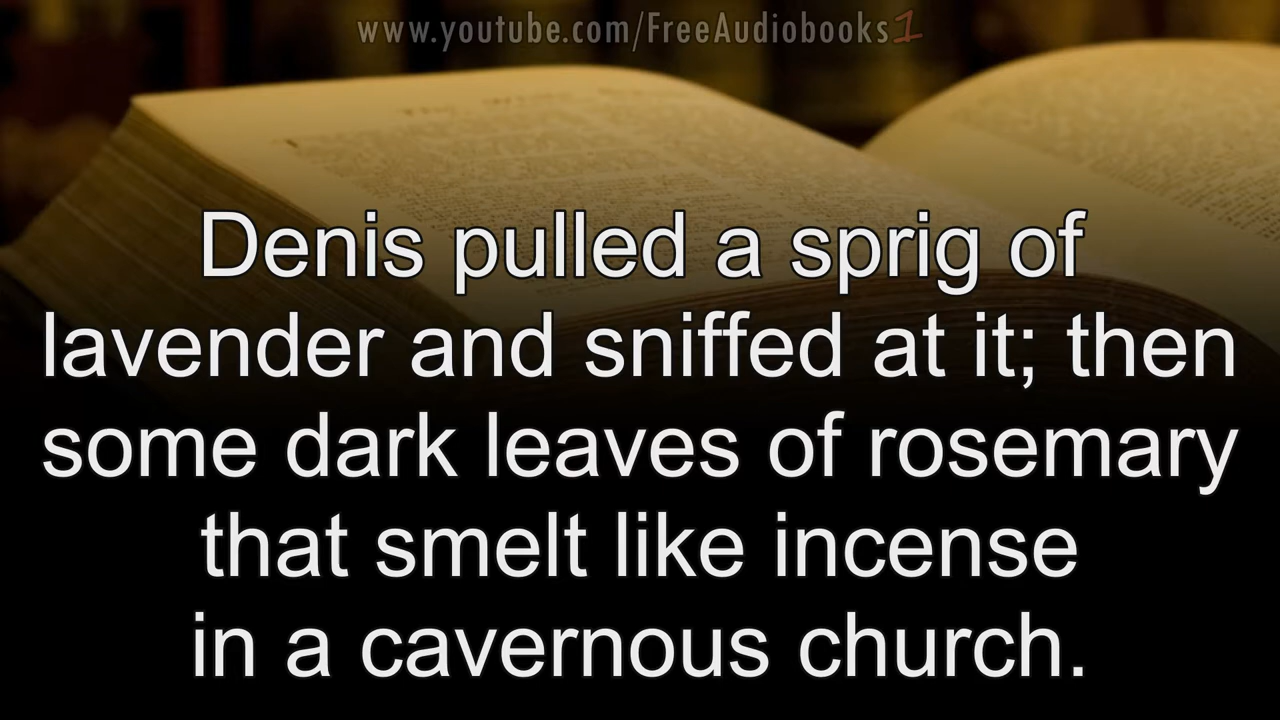 www.youtube.com/FreeAudiobooks1
Denis pulled a sprig of
lavender and sniffed at it; then
some dark leaves of rosemary
that smelt like incense
in a cavernous church.